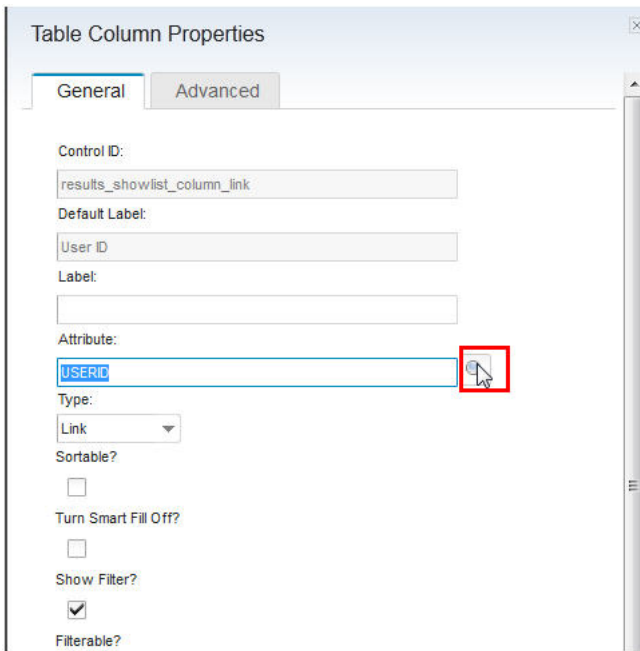 Table Column Properties
General Advanced
Control ID:
results_showlist_column_link
Default Label:
User ID
Label:
Attribute:
USERID
Type:
Link
Sortable?
Turn Smart Fill Off?
Show Filter?
Filterable?